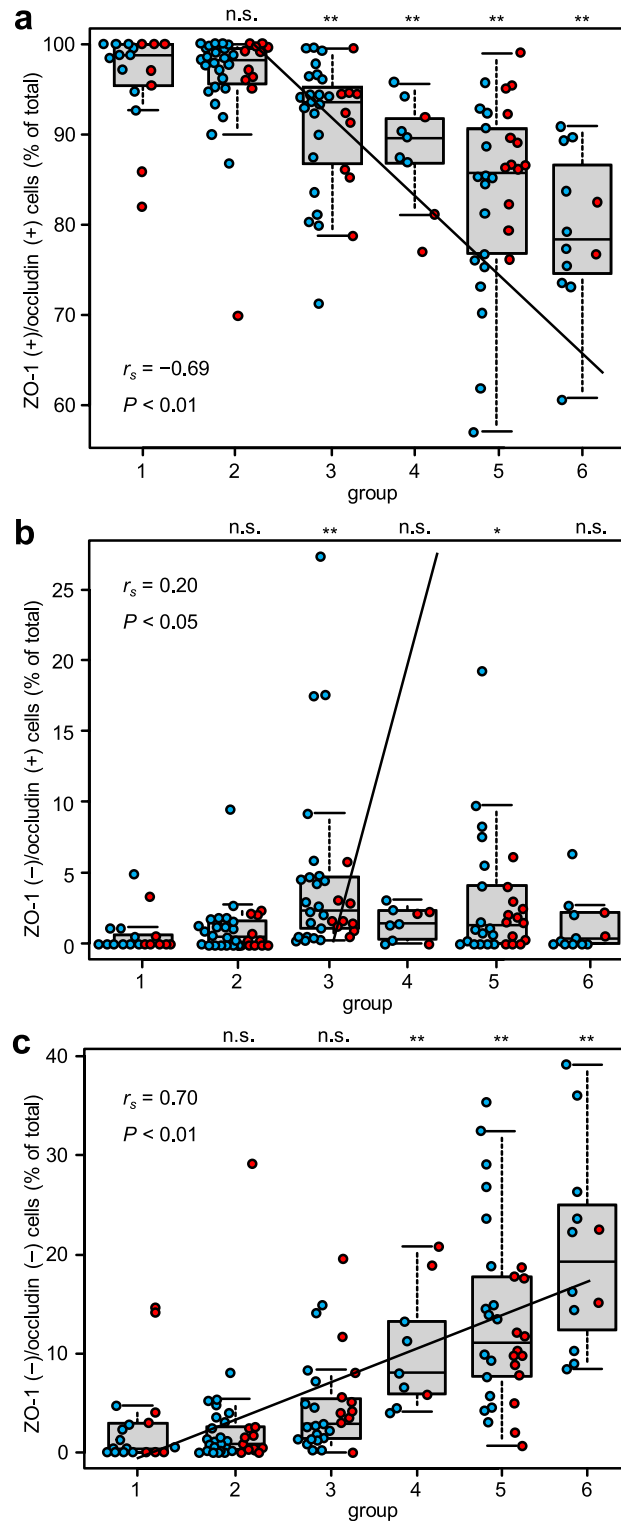 a
n.s. ** ** ** **
ZO-1 (+)/occludin (+) cells (% of total)
100
90
80
70
60
rs = −0.69
P < 0.01
1 2 3 4 5 6
group
b
n.s. ** n.s. * n.s.
ZO-1 (−)/occludin (+) cells (% of total)
25
20
15
10
5
0
rs = 0.20
P < 0.05
1 2 3 4 5 6
group
c
n.s. n.s. ** ** **
ZO-1 (−)/occludin (−) cells (% of total)
40
30
20
10
0
rs = 0.70
P < 0.01
1 2 3 4 5 6
group